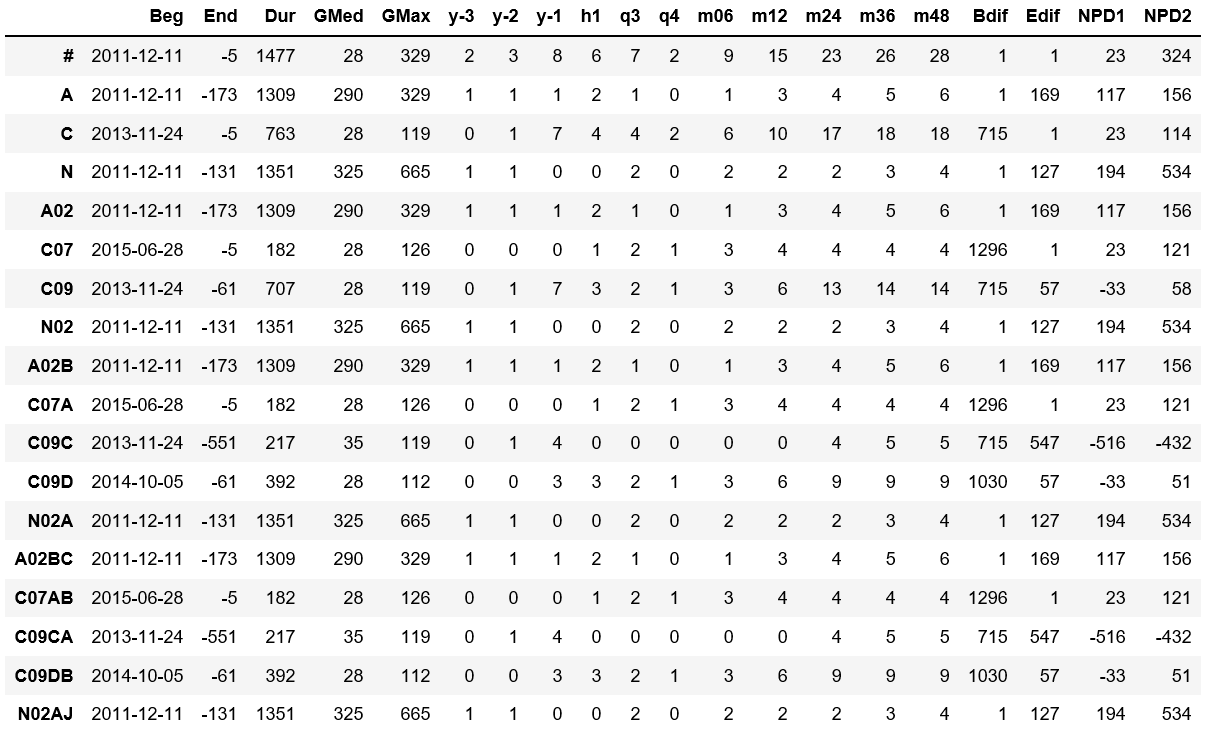 Beg End Dur GMed GMax y-3 y-2 y-1 h1 q3 q4 m06 m12 m24 m36 m48 Bdif Edif NPD1 NPD2
# 2011-12-11 -5 1477 28 329 2 3 8 6 7 2 9 15 23 26 28 1 1 23 324
A 2011-12-11 -173 1309 290 329 1 1 1 2 1 0 1 3 4 5 6 1 169 117 156
C 2013-11-24 -5 763 28 119 0 1 7 4 4 2 6 10 17 18 18 715 1 23 114
N 2011-12-11 -131 1351 325 665 1 1 0 0 2 0 2 2 2 3 4 1 127 194 534
A02 2011-12-11 -173 1309 290 329 1 1 1 2 1 0 1 3 4 5 6 1 169 117 156
C07 2015-06-28 -5 182 28 126 0 0 0 1 2 1 3 4 4 4 4 1296 1 23 121
C09 2013-11-24 -61 707 28 119 0 1 7 3 2 1 3 6 13 14 14 715 57 -33 58
N02 2011-12-11 -131 1351 325 665 1 1 0 0 2 0 2 2 2 3 4 1 127 194 534
A02B 2011-12-11 -173 1309 290 329 1 1 1 2 1 0 1 3 4 5 6 1 169 117 156
C07A 2015-06-28 -5 182 28 126 0 0 0 1 2 1 3 4 4 4 4 1296 1 23 121
C09C 2013-11-24 -551 217 35 119 0 1 4 0 0 0 0 0 4 5 5 715 547 -516 -432
C09D 2014-10-05 -61 392 28 112 0 0 3 3 2 1 3 6 9 9 9 1030 57 -33 51
N02A 2011-12-11 -131 1351 325 665 1 1 0 0 2 0 2 2 2 3 4 1 127 194 534
A02BC 2011-12-11 -173 1309 290 329 1 1 1 2 1 0 1 3 4 5 6 1 169 117 156
C07AB 2015-06-28 -5 182 28 126 0 0 0 1 2 1 3 4 4 4 4 1296 1 23 121
C09CA 2013-11-24 -551 217 35 119 0 1 4 0 0 0 0 0 4 5 5 715 547 -516 -432
C09DB 2014-10-05 -61 392 28 112 0 0 3 3 2 1 3 6 9 9 9 1030 57 -33 51
N02AJ 2011-12-11 -131 1351 325 665 1 1 0 0 2 0 2 2 2 3 4 1 127 194 534